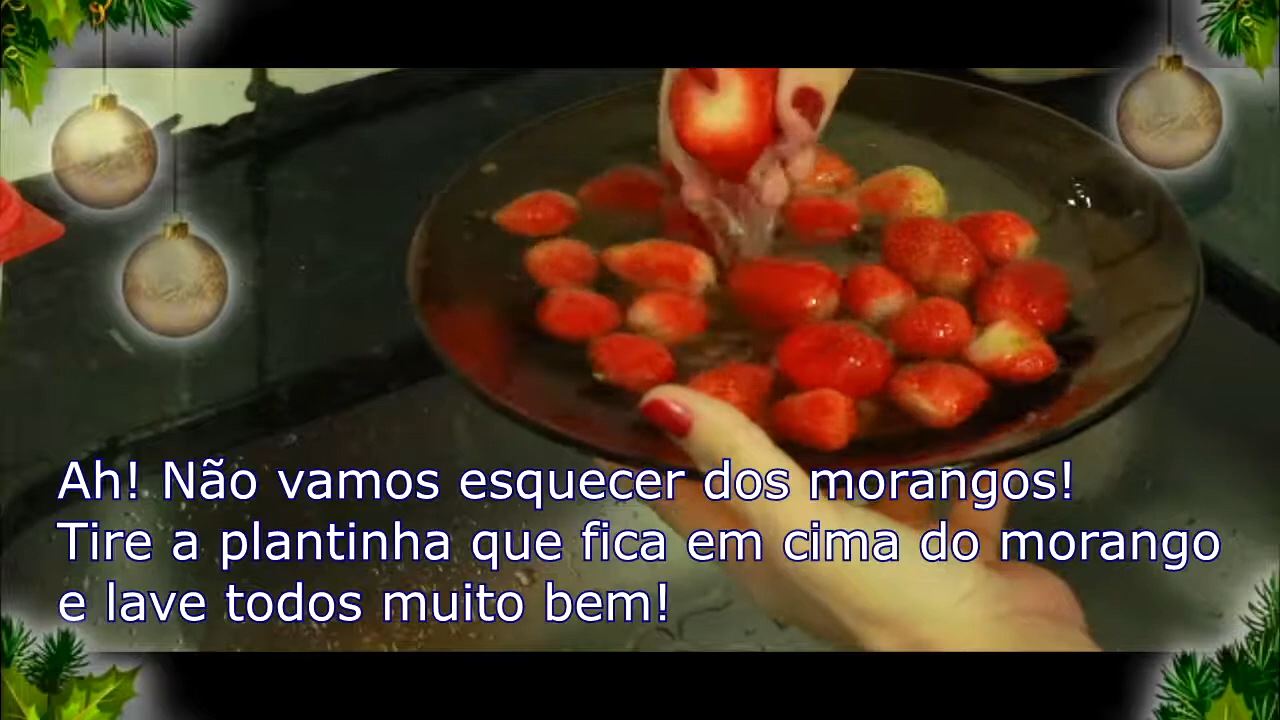 Ah! Não vamos esquecer dos morangos!
Tire a plantinha que fica em cima do morango
e lave todos muito bem!